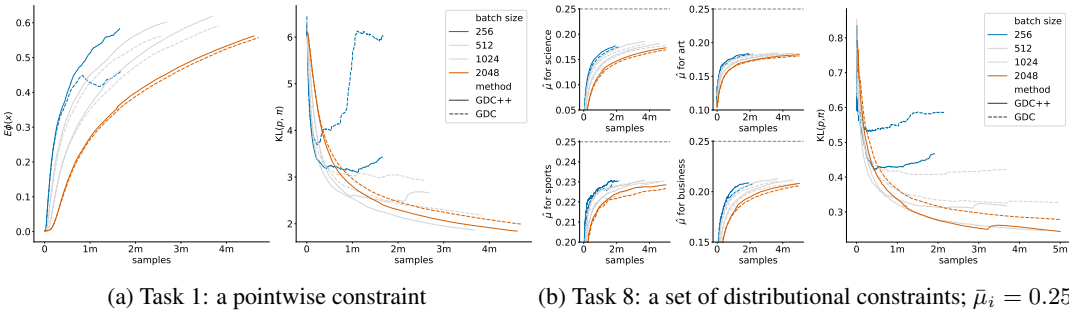 0.6
0.5
0.4
0.3
0.2
0.1
0.0
Eϕ(x)
0 1m 2m 3m 4m
samples
6
5
4
3
2
KL(p, π)
0 1m 2m 3m 4m
samples
batch size
256
512
1024
2048
method
GDC++
GDC
0.25
0.20
0.15
0.10
0.05
μ̂ for science
0 2m 4m
samples
0.25
0.20
0.15
0.10
μ̂ for art
0 2m 4m
samples
0.25
0.24
0.23
0.22
0.21
0.20
μ̂ for sports
0 2m 4m
samples
0.25
0.20
0.15
μ̂ for business
0 2m 4m
samples
0.8
0.7
0.6
0.5
0.4
0.3
KL(p, π)
0 1m 2m 3m 4m 5m
samples
batch size
256
512
1024
2048
method
GDC++
GDC
(a) Task 1: a pointwise constraint
(b) Task 8: a set of distributional constraints; μ̄i = 0.25